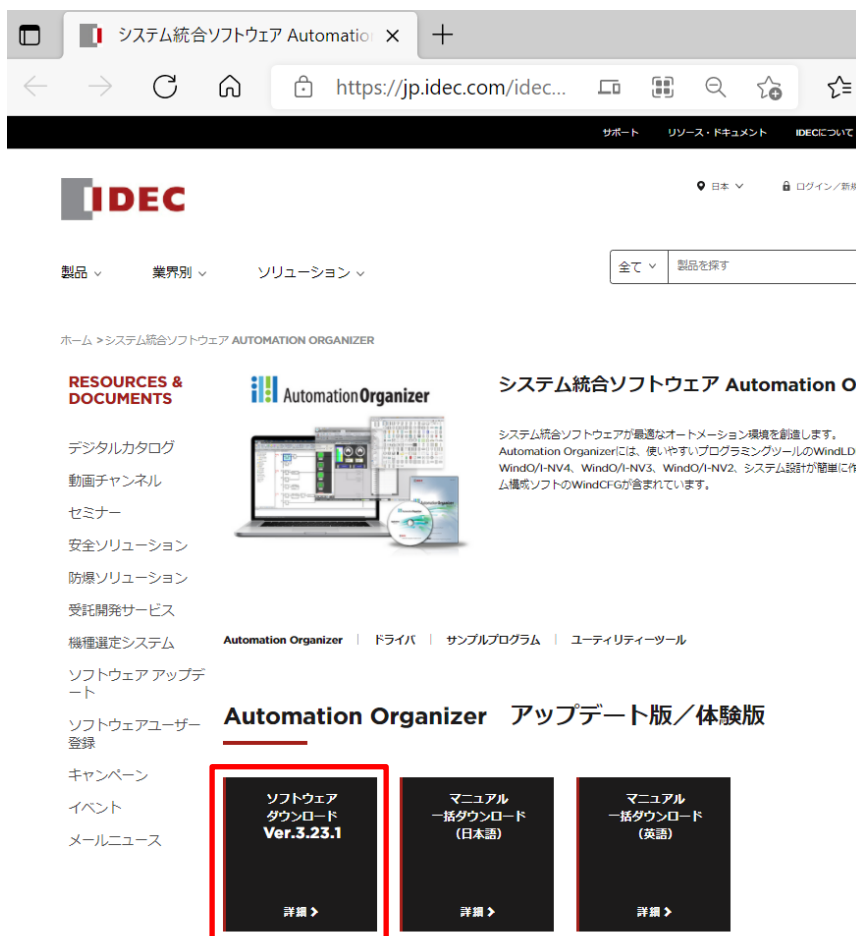 システム統合ソフトウェア Automatio
https://jp.idec.com/idec...
サポート リソース・ドキュメント IDECについて
IDEC
日本 ログイン／新規
製品 業界別 ソリューション
全て 製品を探す
ホーム > システム統合ソフトウェア AUTOMATION ORGANIZER
RESOURCES &
DOCUMENTS
デジタルカタログ
動画チャンネル
セミナー
安全ソリューション
防爆ソリューション
受託開発サービス
機種選定システム
ソフトウェア アップデ
ート
ソフトウェアユーザー
登録
キャンペーン
イベント
メールニュース
Automation Organizer
システム統合ソフトウェア Automation O
システム統合ソフトウェアが最適なオートメーション環境を創造します。
Automation Organizerには、使いやすいプログラミングツールのWindLD
WindO/I-NV4、WindO/I-NV3、WindO/I-NV2、システム設計が簡単に作
ム構成ソフトのWindCFGが含まれています。
Automation Organizer | ドライバ | サンプルプログラム | ユーティリティーツール
Automation Organizer アップデート版／体験版
ソフトウェア
ダウンロード
Ver.3.23.1
詳細 >
マニュアル
一括ダウンロード
（日本語）
詳細 >
マニュアル
一括ダウンロード
（英語）
詳細 >